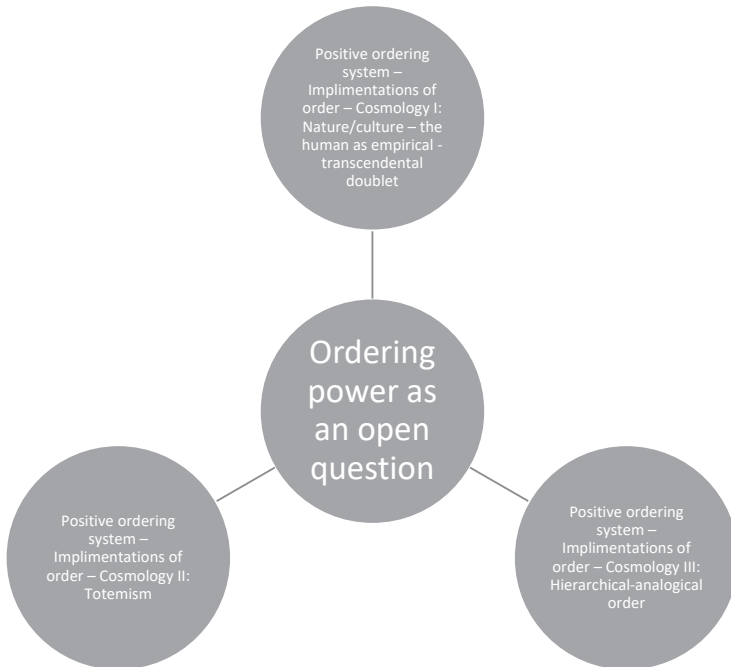 Positive ordering
system –
Implimentations of
order – Cosmology I:
Nature/culture – the
human as empirical -
transcendental
doublet
Ordering
power as
an open
question
Positive ordering
system –
Implimentations of
order – Cosmology II:
Totemism
Positive ordering
system –
Implimentations of
order – Cosmology III:
Hierarchical-analogical
order